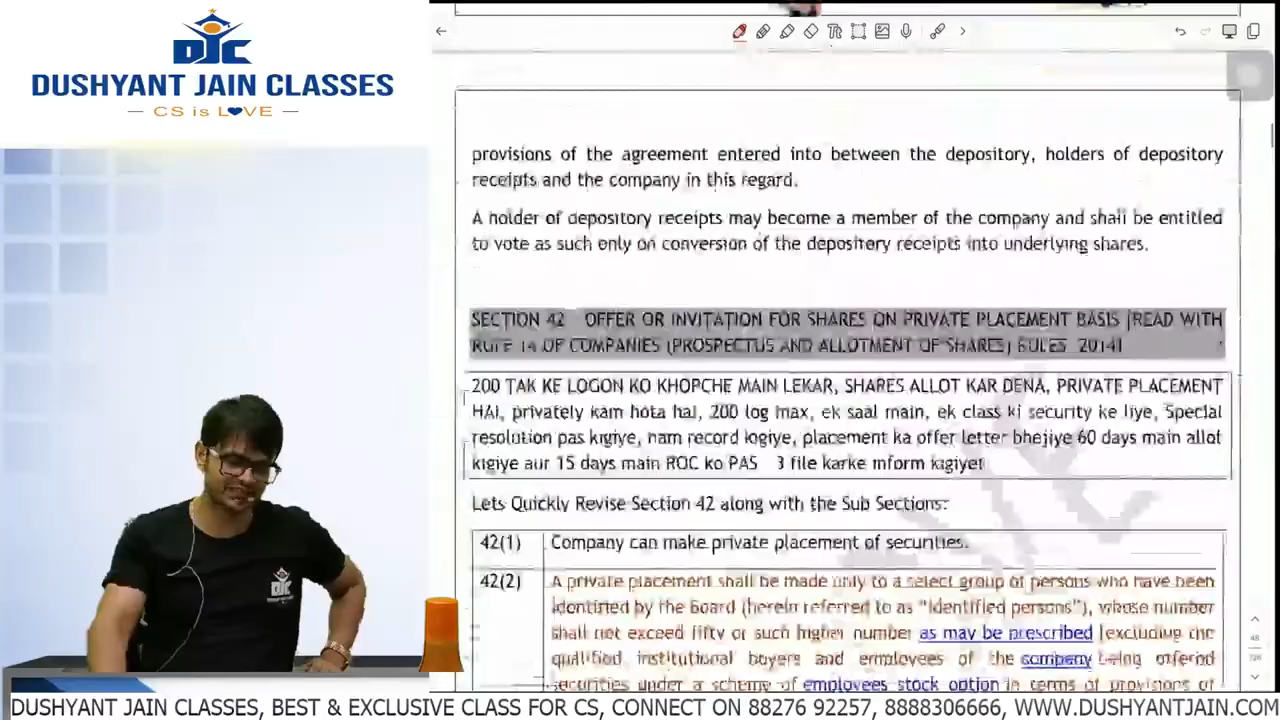 DJC
DUSHYANT JAIN CLASSES
— CS is L VE —
provisions of the agreement entered into between the depository, holders of depository
receipts and the company in this regard.
A holder of depository receipts may become a member of the company and shall be entitled
to vote as such only on conversion of the depository receipts into underlying shares.
SECTION 42 OFFER OR INVITATION FOR SHARES ON PRIVATE PLACEMENT BASIS [READ WITH
RULE 14 OF COMPANIES (PROSPECTUS AND ALLOTMENT OF SHARES) RULES 2014]
200 TAK KE LOGON KO KHOPCHE MAIN LEKAR, SHARES ALLOT KAR DENA, PRIVATE PLACEMENT
HAI, privately kam hota hai, 200 log max, ek saal main, ek class ki security ke liye, Special
resolution pas kigiye, nam record kigiye, placement ka offer letter bhejiye 60 days main allot
kigiye aur 15 days main ROC ko PAS 3 file karke inform kigiye!
Lets Quickly Revise Section 42 along with the Sub Sections:
42(1) Company can make private placement of securities.
42(2) A private placement shall be made only to a select group of persons who have been
identified by the Board (herein referred to as "identified persons"), whose number
shall not exceed fifty or such higher number as may be prescribed [excluding the
qualified institutional buyers and employees of the company being offered
securities under a scheme of employees stock option in terms of provisions of
DJC
DUSHYANT JAIN CLASSES, BEST & EXCLUSIVE CLASS FOR CS, CONNECT ON 88276 92257, 8888306666, WWW.DUSHYANTJAIN.COM